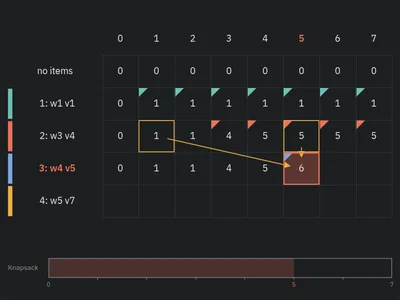 0 1 2 3 4 5 6 7
no items 0 0 0 0 0 0 0 0
1: w1 v1 0 1 1 1 1 1 1 1
2: w3 v4 0 1 1 4 5 5 5 5
3: w4 v5 0 1 1 4 5 6
4: w5 v7
Knapsack
0 5 7